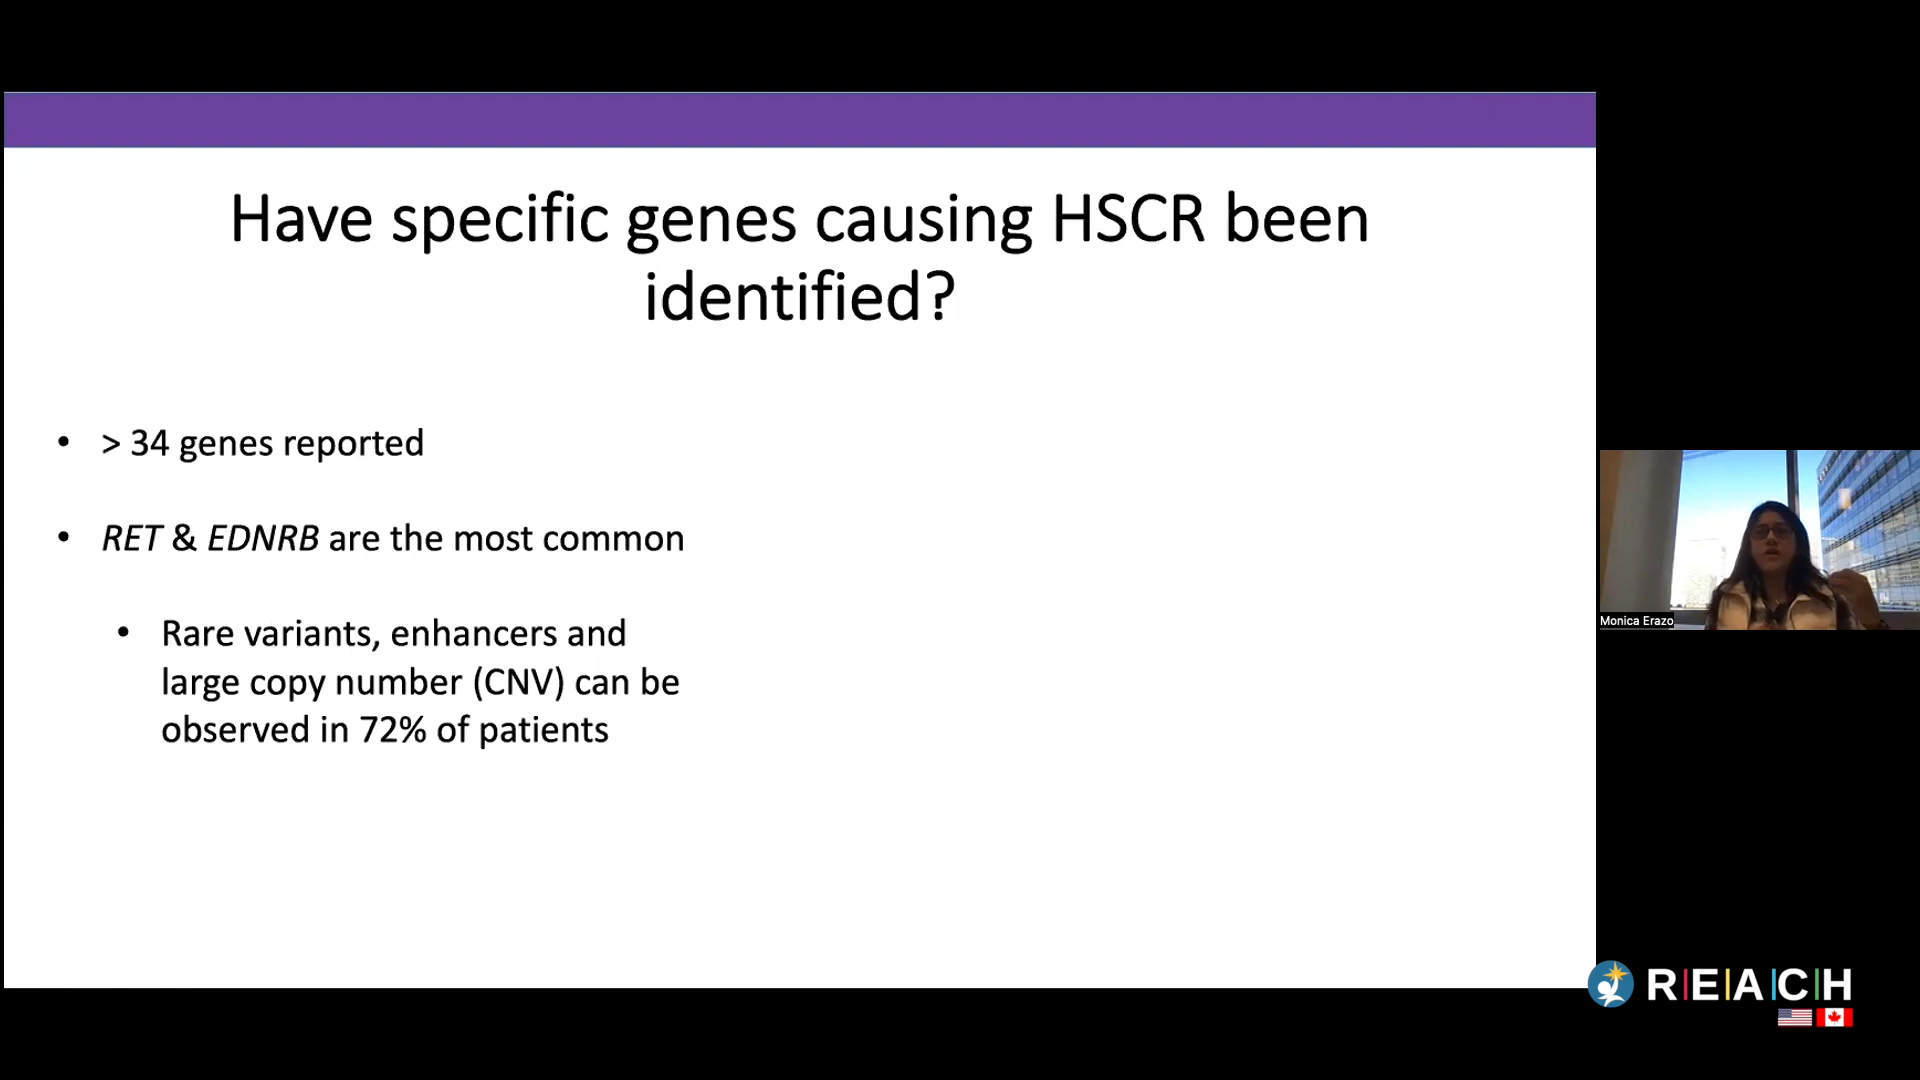 Have specific genes causing HSCR been
identified?
• > 34 genes reported
• RET & EDNRB are the most common
• Rare variants, enhancers and
large copy number (CNV) can be
observed in 72% of patients
Monica Erazo
R|E|A|C|H